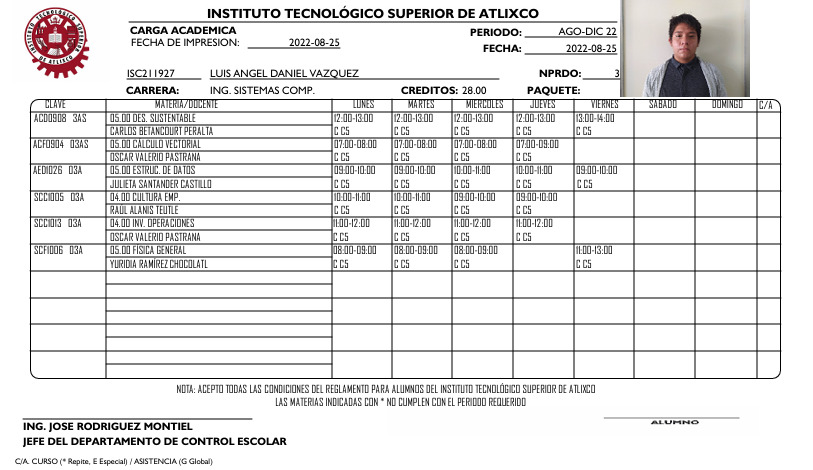 INSTITUTO TECNOLÓGICO SUPERIOR DE ATLIXCO
CARGA ACADEMICA PERIODO: AGO-DIC 22
FECHA DE IMPRESION: 2022-08-25 FECHA: 2022-08-25
ISC211927 LUIS ANGEL DANIEL VAZQUEZ NPRDO: 3
CARRERA: ING. SISTEMAS COMP. CREDITOS: 28.00 PAQUETE:
CLAVE MATERIA/DOCENTE LUNES MARTES MIERCOLES JUEVES VIERNES SABADO DOMINGO C/A
ACD0908 3AS 05.00 DES. SUSTENTABLE 12:00-13:00 12:00-13:00 12:00-13:00 12:00-13:00 13:00-14:00
CARLOS BETANCOURT PERALTA C C5 C C5 C C5 C C5 C C5
ACF0904 03AS 05.00 CALCULO VECTORIAL 07:00-08:00 07:00-08:00 07:00-08:00 07:00-09:00
OSCAR VALERIO PASTRANA C C5 C C5 C C5 C C5
AED1026 03A 05.00 ESTRUC. DE DATOS 09:00-10:00 09:00-10:00 10:00-11:00 10:00-11:00 09:00-10:00
JULIETA SANTANDER CASTILLO C C5 C C5 C C5 C C5 C C5
SCC1005 03A 04.00 CULTURA EMP. 10:00-11:00 10:00-11:00 09:00-10:00 09:00-10:00
RAÚL ALANIS TEUTLE C C5 C C5 C C5 C C5
SCC1013 03A 04.00 INV. OPERACIONES 11:00-12:00 11:00-12:00 11:00-12:00 11:00-12:00
OSCAR VALERIO PASTRANA C C5 C C5 C C5 C C5
SCF1006 03A 05.00 FÍSICA GENERAL 08:00-09:00 08:00-09:00 08:00-09:00 11:00-13:00
YURIDIA RAMÍREZ CHOCOLATL C C5 C C5 C C5 C C5
NOTA: ACEPTO TODAS LAS CONDICIONES DEL REGLAMENTO PARA ALUMNOS DEL INSTITUTO TECNOLÓGICO SUPERIOR DE ATLIXCO
LAS MATERIAS INDICADAS CON * NO CUMPLEN CON EL PERIODO REQUERIDO
ING. JOSE RODRIGUEZ MONTIEL
ALUMNO
JEFE DEL DEPARTAMENTO DE CONTROL ESCOLAR
C/A. CURSO (* Repite, E Especial) / ASISTENCIA (G Global)